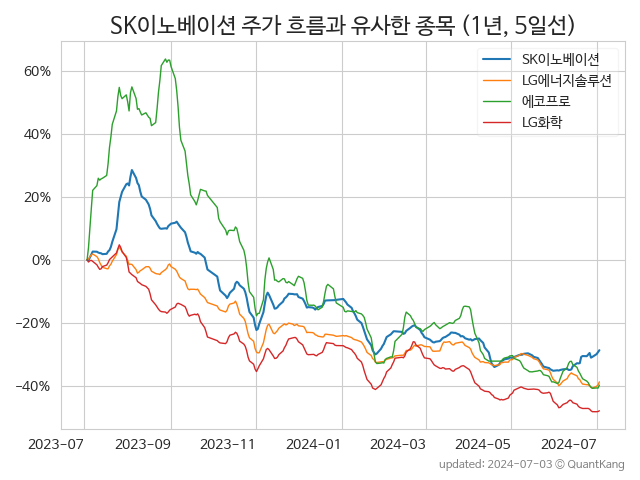 SK이노베이션 주가 흐름과 유사한 종목 (1년, 5일선)
SK이노베이션
LG에너지솔루션
에코프로
LG화학
60%
40%
20%
0%
−20%
−40%
2023-07
2023-09
2023-11
2024-01
2024-03
2024-05
2024-07
updated: 2024-07-03 © QuantKang